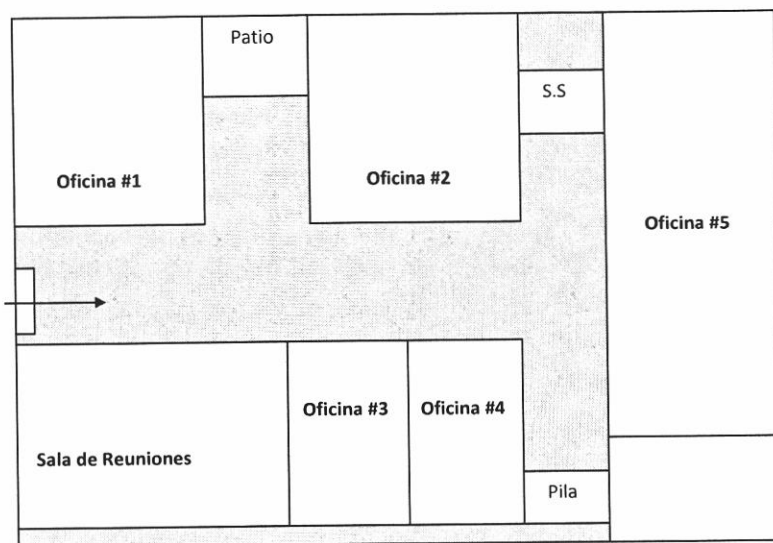 Patio
S.S
Oficina #1
Oficina #2
Oficina #5
Oficina #3
Oficina #4
Sala de Reuniones
Pila